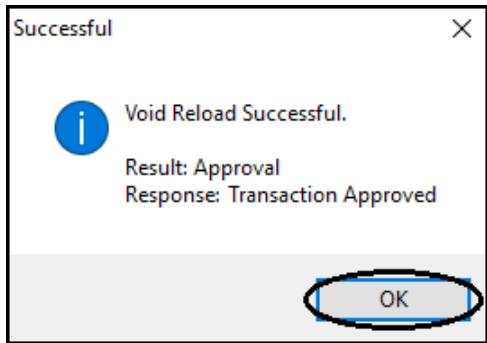 Successful
Void Reload Successful.
Result: Approval
Response: Transaction Approved
OK